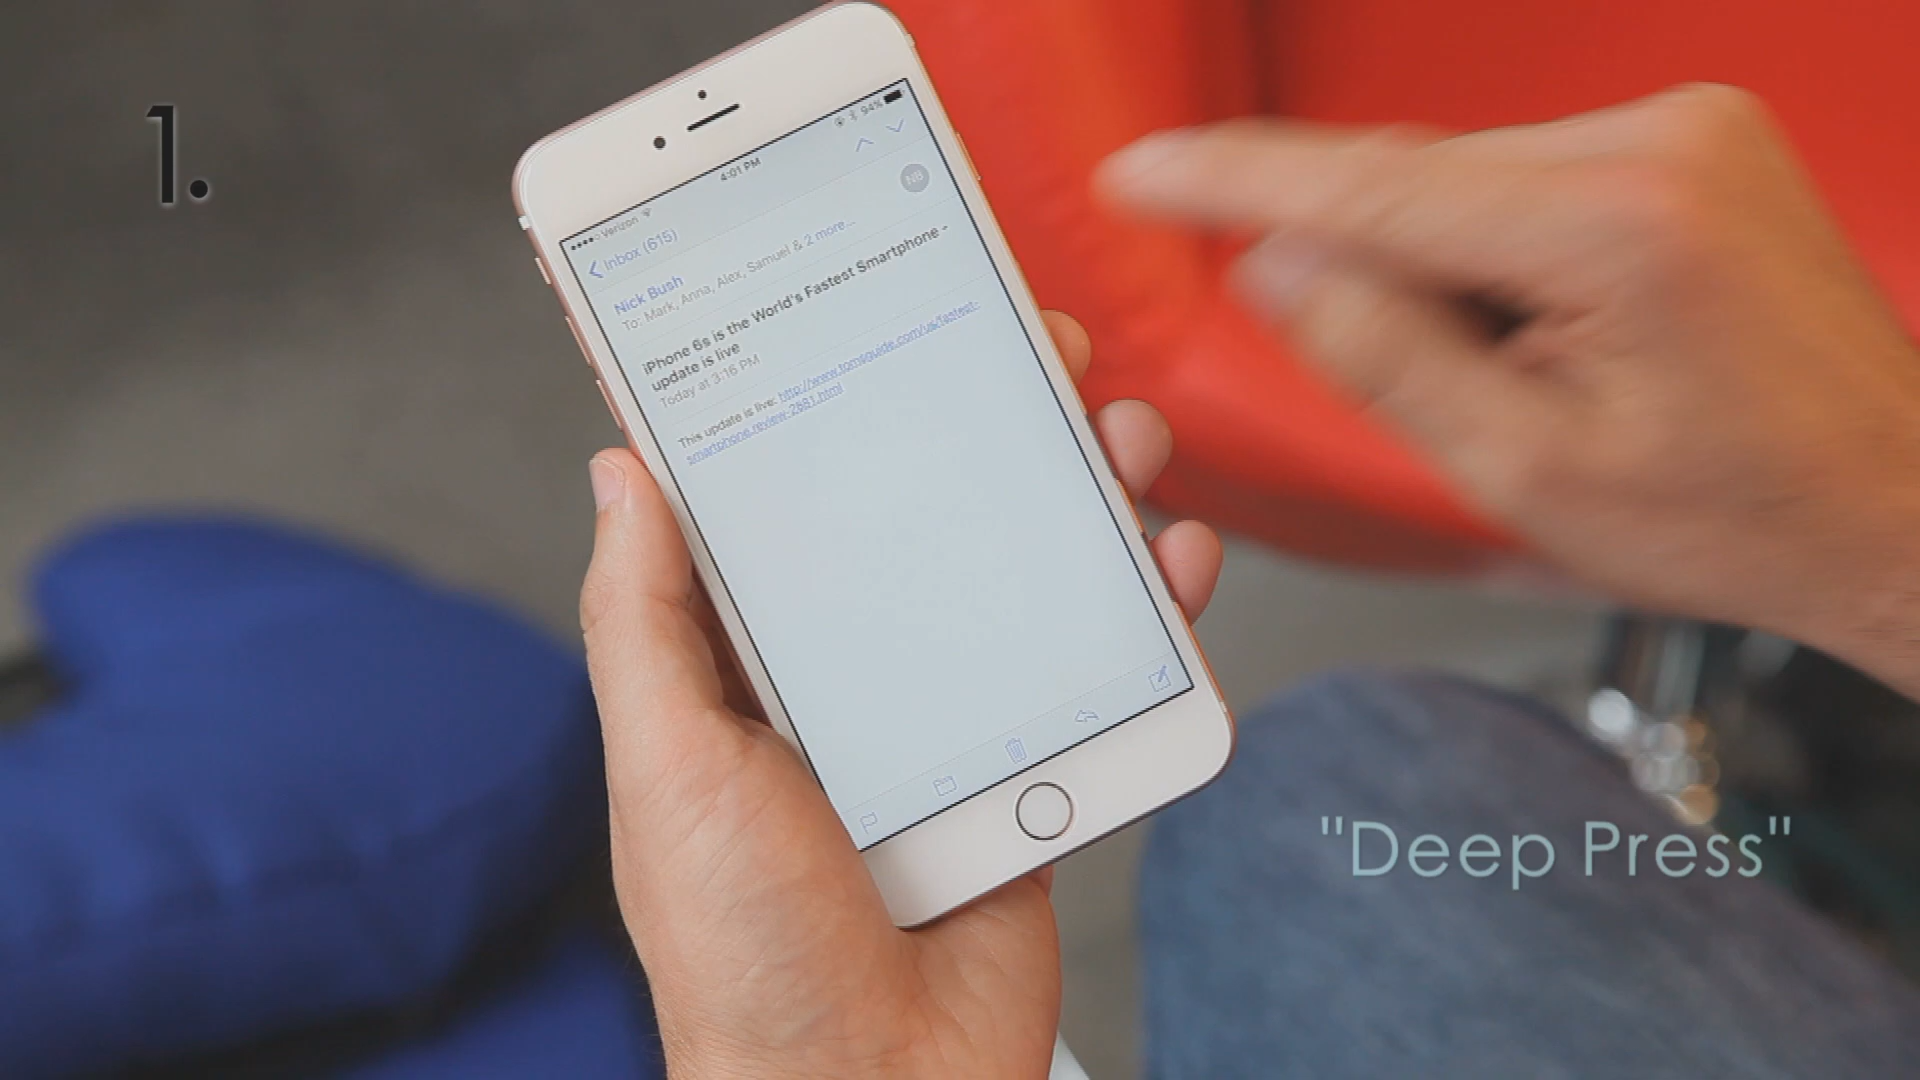 1.
Verizon
4:01 PM
94%
Inbox (615)
NB
Nick Bush
To: Mark, Anna, Alex, Samuel & 2 more...
iPhone 6s is the World's Fastest Smartphone -
update is live
Today at 3:16 PM
This update is live: http://www.tomsguide.com/us/fastest-
smartphone,review-2681.html
"Deep Press"